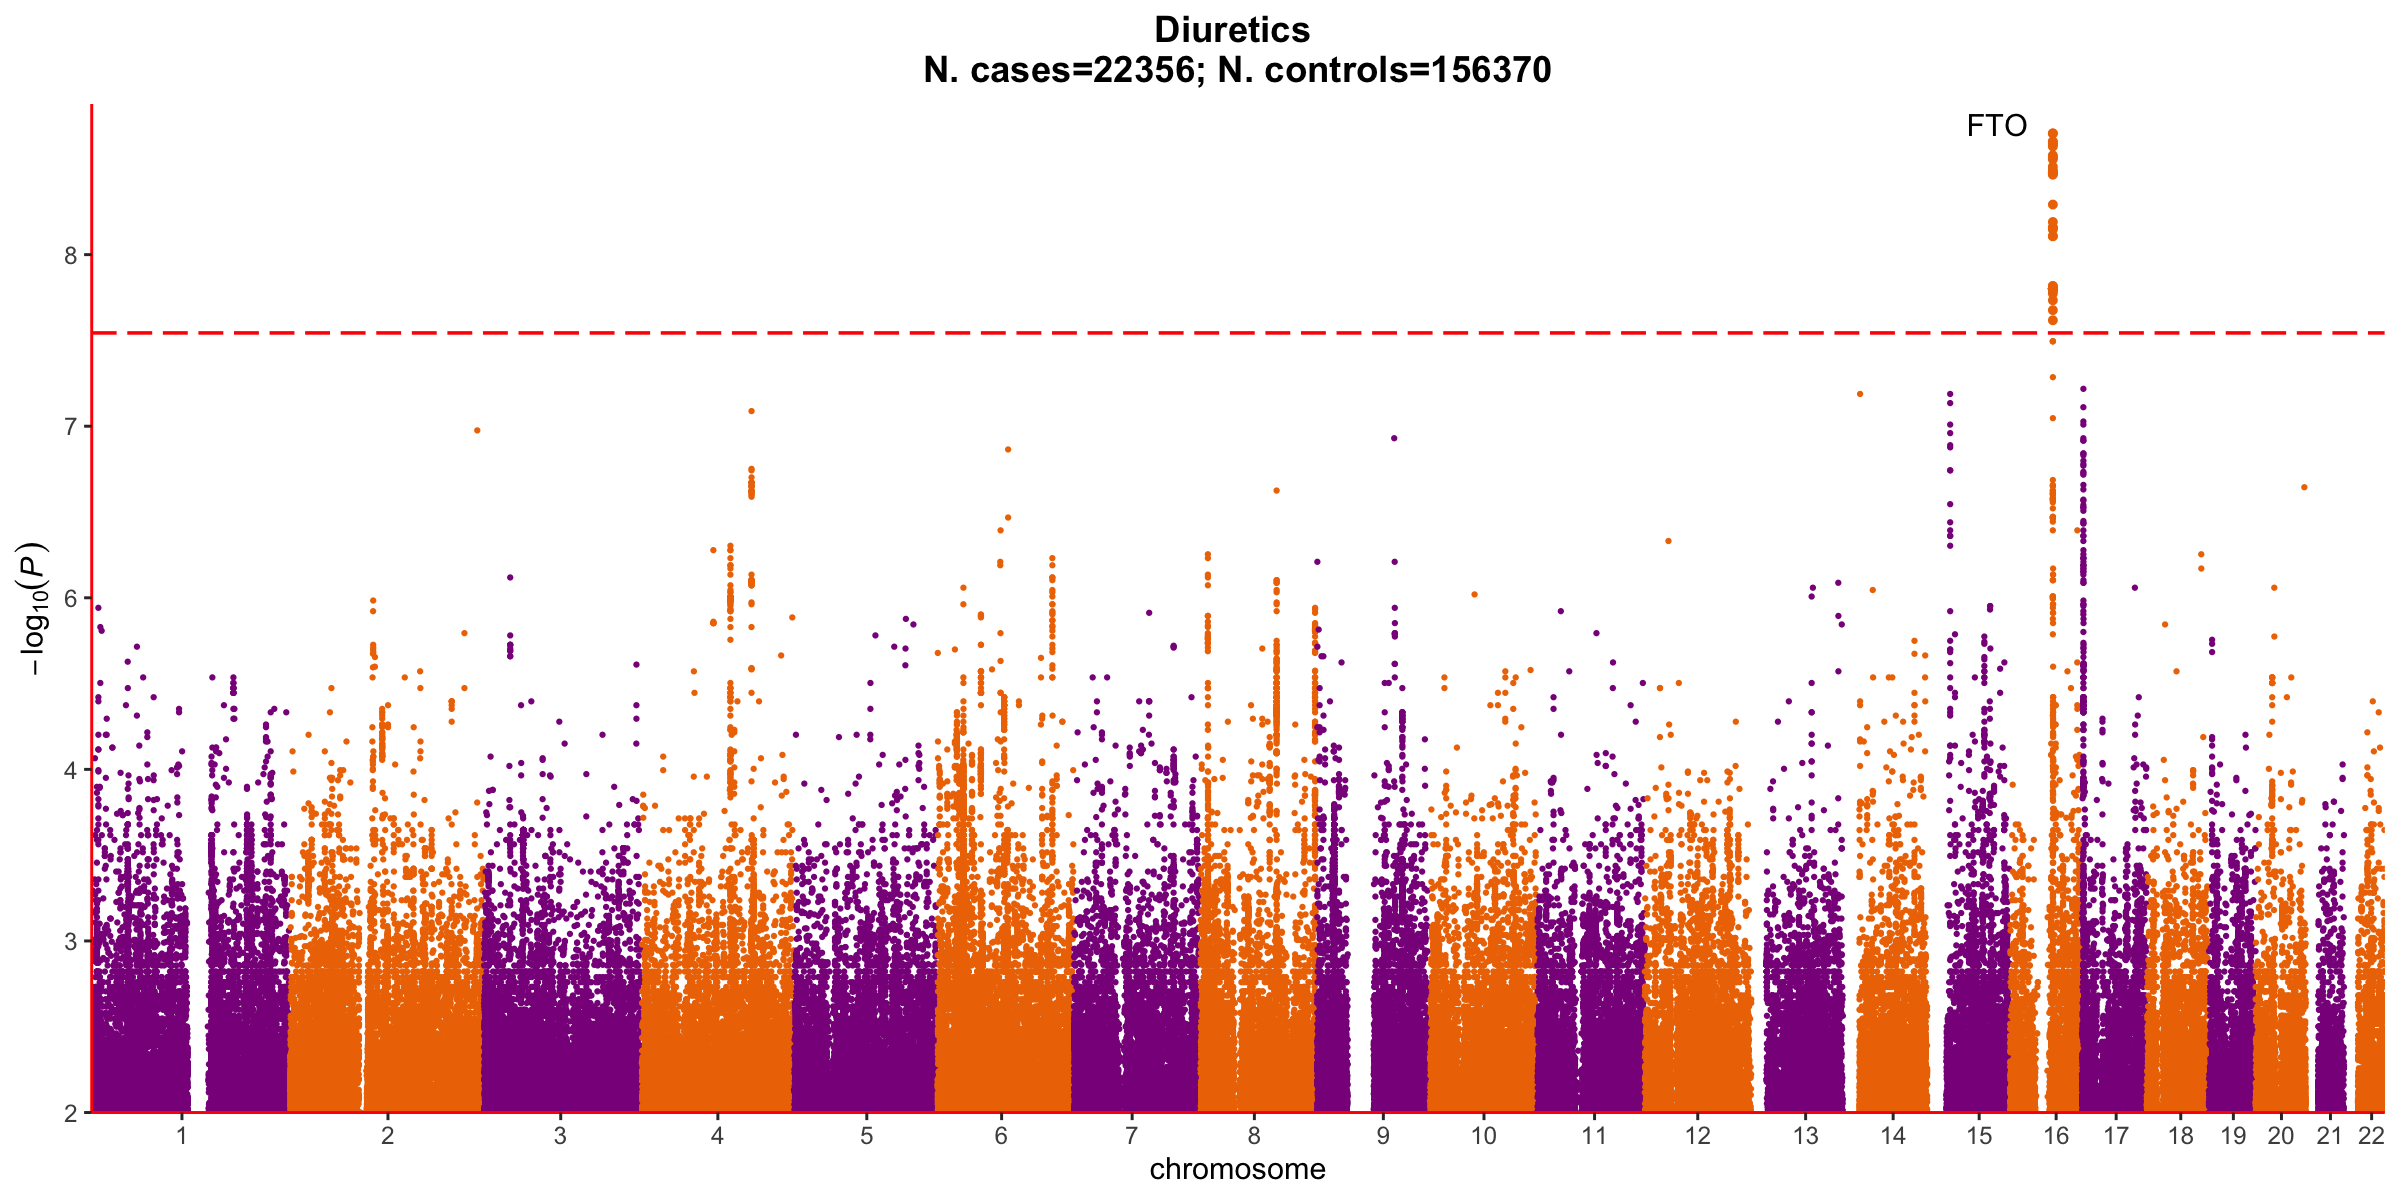 Diuretics
N. cases=22356; N. controls=156370
FTO
8
7
6
4
3
2
−log₁₀(P)
1 2 3 4 5 6 7 8 9 10 11 12 13 14 15 16 17 18 19 20 21 22
chromosome